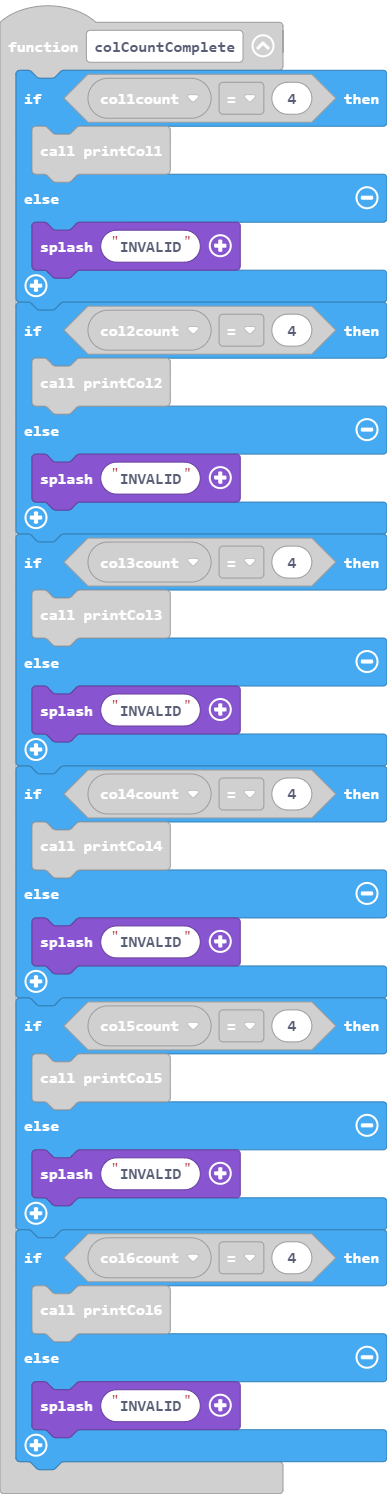 function colCountComplete
if col1count = 4 then
call printCol1
else
splash "INVALID"
if col2count = 4 then
call printCol2
else
splash "INVALID"
if col3count = 4 then
call printCol3
else
splash "INVALID"
if col4count = 4 then
call printCol4
else
splash "INVALID"
if col5count = 4 then
call printCol5
else
splash "INVALID"
if col6count = 4 then
call printCol6
else
splash "INVALID"